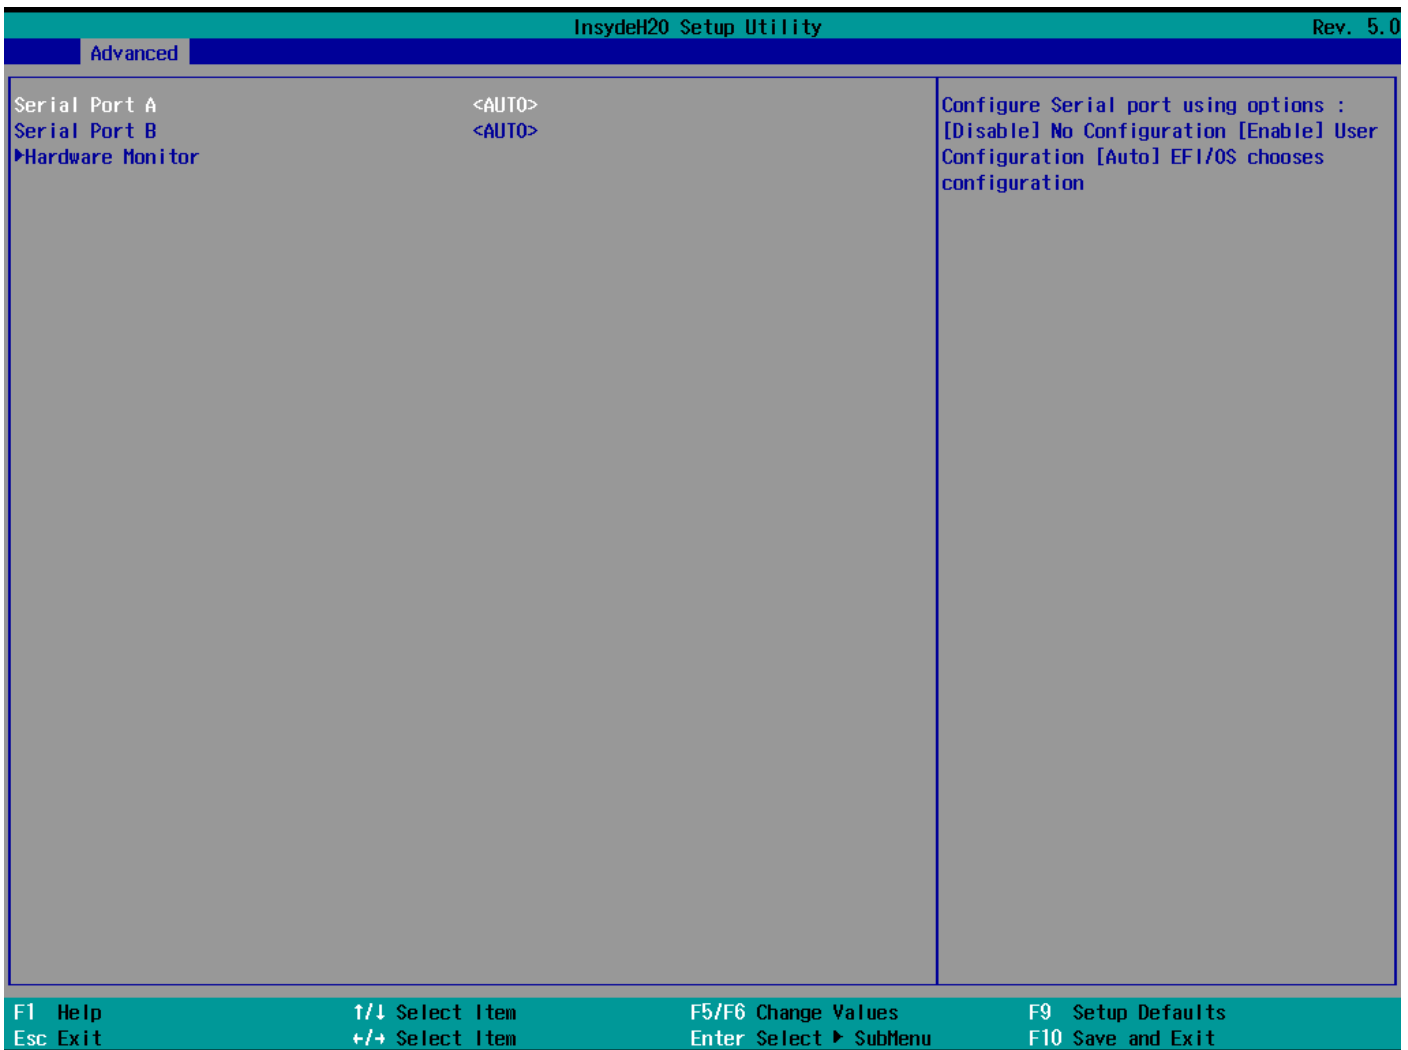 InsydeH2O Setup Utility Rev. 5.0
Advanced
Serial Port A <AUTO>
Serial Port B <AUTO>
▶Hardware Monitor
Configure Serial port using options :
[Disable] No Configuration [Enable] User
Configuration [Auto] EFI/OS chooses
configuration
F1 Help ↑/↓ Select Item F5/F6 Change Values F9 Setup Defaults
Esc Exit ←/→ Select Item Enter Select ▶ SubMenu F10 Save and Exit